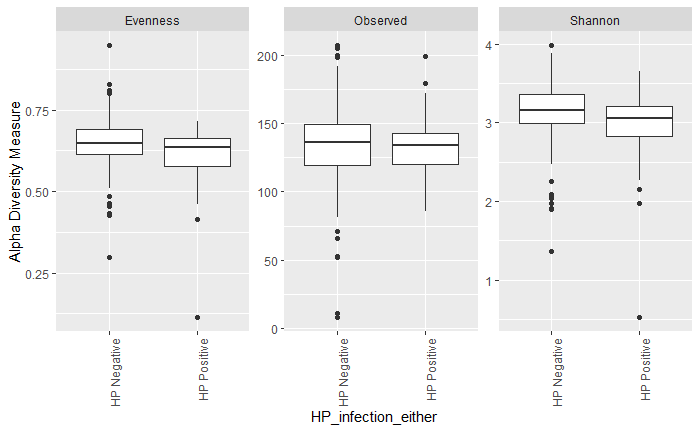 Evenness
Observed
Shannon
Alpha Diversity Measure
0.75
0.50
0.25
200
150
100
50
0
4
3
2
1
HP Negative
HP Positive
HP Negative
HP Positive
HP Negative
HP Positive
HP_infection_either